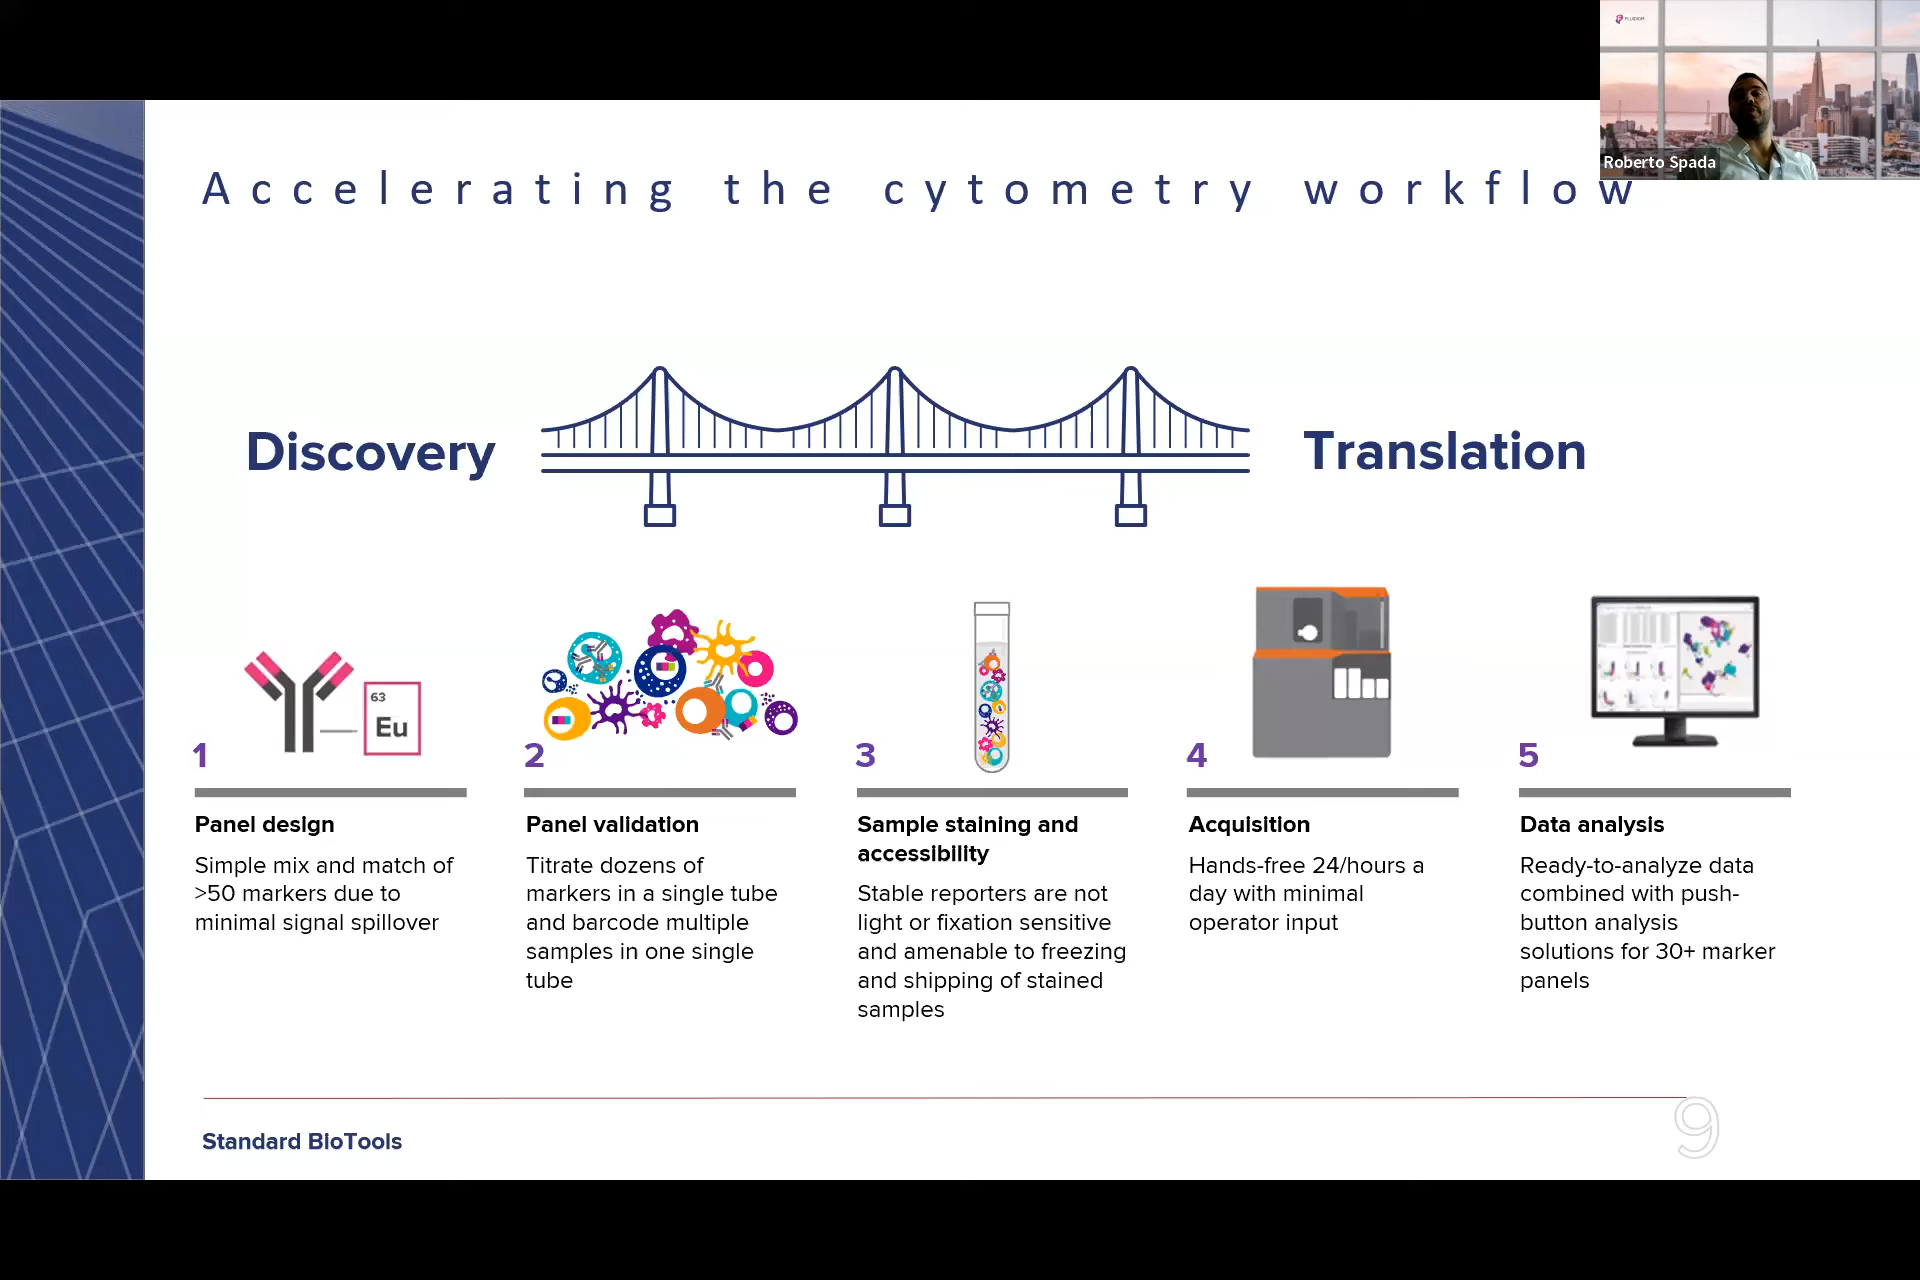 FLUIDIGM
Roberto Spada
Accelerating the cytometry workflow
Discovery
Translation
63
Eu
1
2
3
4
5
Panel design
Simple mix and match of
>50 markers due to
minimal signal spillover
Panel validation
Titrate dozens of
markers in a single tube
and barcode multiple
samples in one single
tube
Sample staining and
accessibility
Stable reporters are not
light or fixation sensitive
and amenable to freezing
and shipping of stained
samples
Acquisition
Hands-free 24/hours a
day with minimal
operator input
Data analysis
Ready-to-analyze data
combined with push-
button analysis
solutions for 30+ marker
panels
Standard BioTools
9